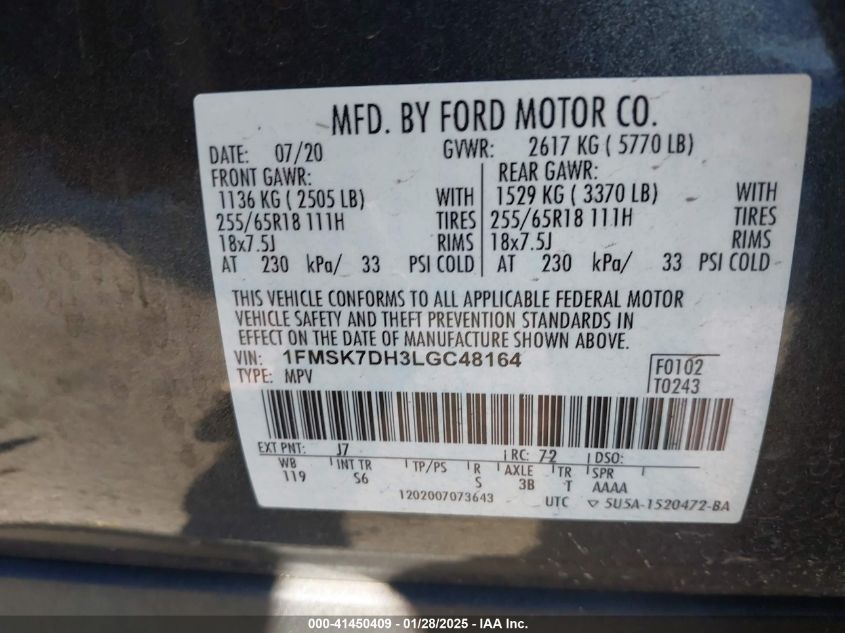 MFD. BY FORD MOTOR CO.
DATE: 07/20 GVWR: 2617 KG ( 5770 LB)
FRONT GAWR: REAR GAWR:
1136 KG ( 2505 LB) WITH 1529 KG ( 3370 LB) WITH
255/65R18 111H TIRES 255/65R18 111H TIRES
18x7.5J RIMS 18x7.5J RIMS
AT 230 kPa/ 33 PSI COLD AT 230 kPa/ 33 PSI COLD
THIS VEHICLE CONFORMS TO ALL APPLICABLE FEDERAL MOTOR
VEHICLE SAFETY AND THEFT PREVENTION STANDARDS IN
EFFECT ON THE DATE OF MANUFACTURE SHOWN ABOVE.
VIN: 1FMSK7DH3LGC48164
TYPE: MPV
F0102
T0243
EXT PNT: J7 RC: 72 DSO:
WB INT TR TP/PS R AXLE TR SPR
119 S6 S 3B T AAAA
1202007073643 UTC ▽ 5U5A-1520472-BA
000-41450409 - 01/28/2025 - IAA Inc.